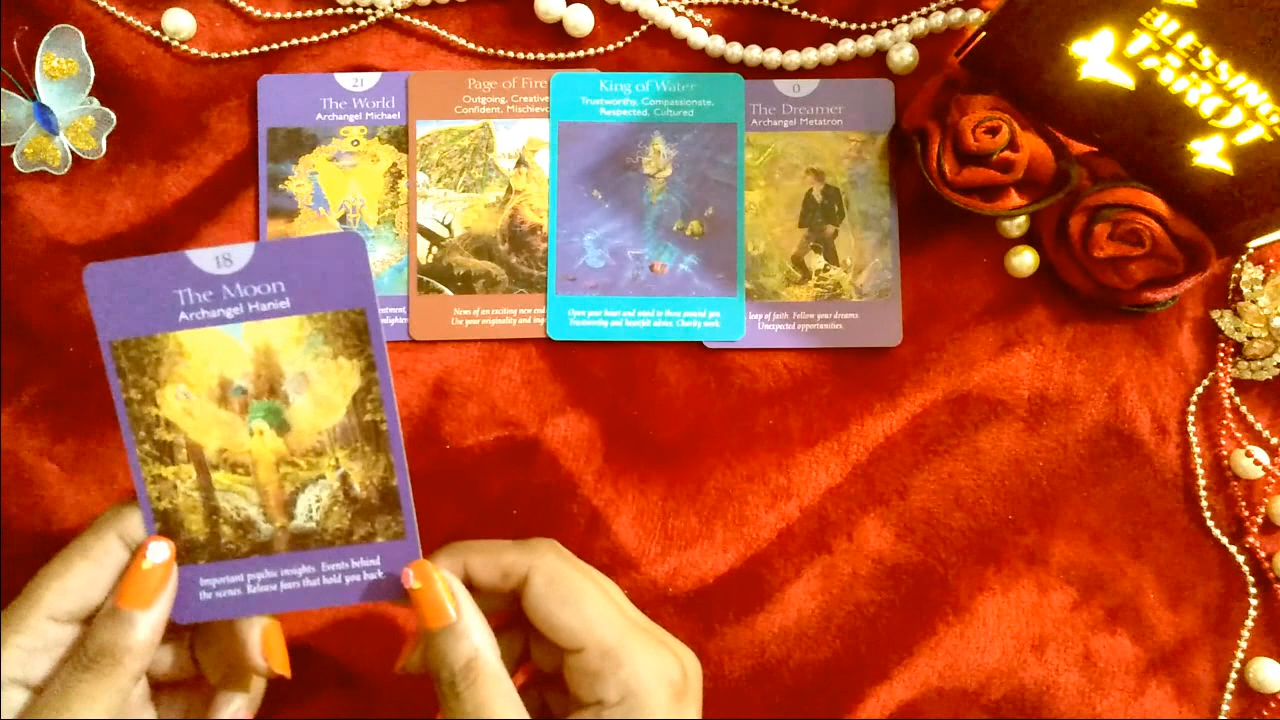 21
The World
Archangel Michael
Page of Fire
Outgoing, Creative
Confident,
News of an exciting new
Use your originality and
King of Water
Trustworthy, Compassionate,
Respected, Cultured
Open your heart and mind to those around you.
Trustworthy and heartfelt advice. Charity work.
0
The Dreamer
Archangel Metatron
leap of faith. Follow your dreams.
Unexpected opportunities.
18
The Moon
Archangel Haniel
Important psychic insights. Events behind
the scenes. Release fears that hold you back.
BLESSING
TAROT